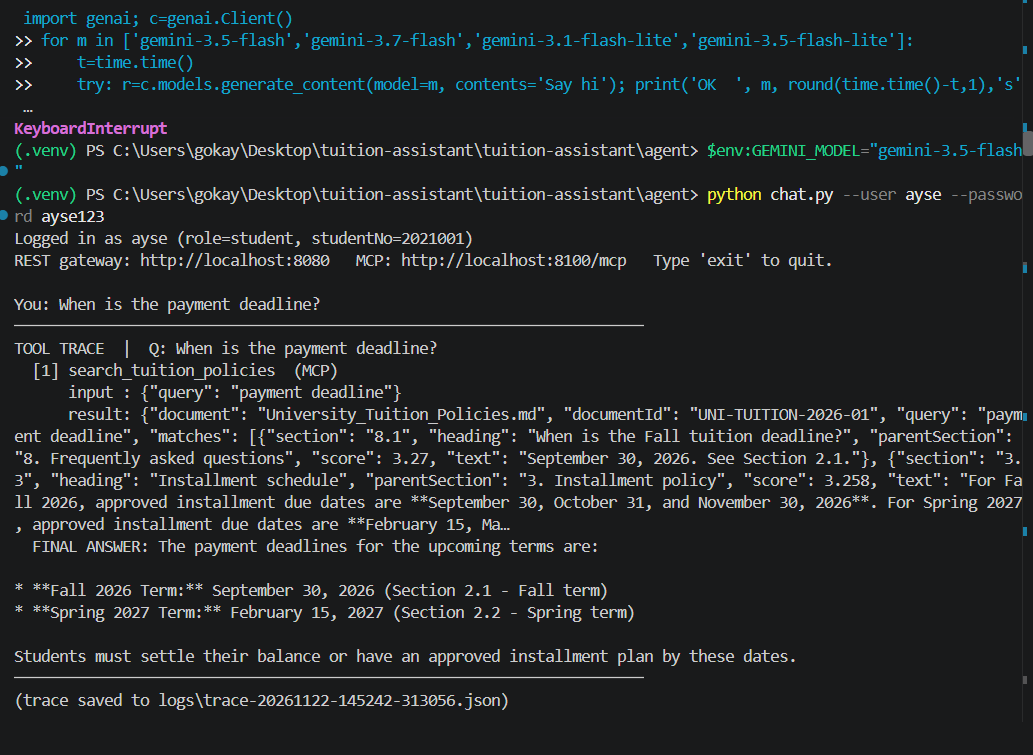 import genai; c=genai.Client()
>> for m in ['gemini-3.5-flash','gemini-3.7-flash','gemini-3.1-flash-lite','gemini-3.5-flash-lite']:
>>     t=time.time()
>>     try: r=c.models.generate_content(model=m, contents='Say hi'); print('OK  ', m, round(time.time()-t,1),'s'
…
KeyboardInterrupt
(.venv) PS C:\Users\gokay\Desktop\tuition-assistant\tuition-assistant\agent> $env:GEMINI_MODEL="gemini-3.5-flash
"
(.venv) PS C:\Users\gokay\Desktop\tuition-assistant\tuition-assistant\agent> python chat.py --user ayse --passwo
rd ayse123
Logged in as ayse (role=student, studentNo=2021001)
REST gateway: http://localhost:8080   MCP: http://localhost:8100/mcp   Type 'exit' to quit.
You: When is the payment deadline?
TOOL TRACE  |  Q: When is the payment deadline?
[1] search_tuition_policies  (MCP)
input : {"query": "payment deadline"}
result: {"document": "University_Tuition_Policies.md", "documentId": "UNI-TUITION-2026-01", "query": "paym
ent deadline", "matches": [{"section": "8.1", "heading": "When is the Fall tuition deadline?", "parentSection":
"8. Frequently asked questions", "score": 3.27, "text": "September 30, 2026. See Section 2.1."}, {"section": "3.
3", "heading": "Installment schedule", "parentSection": "3. Installment policy", "score": 3.258, "text": "For Fa
ll 2026, approved installment due dates are **September 30, October 31, and November 30, 2026**. For Spring 2027
, approved installment due dates are **February 15, Ma…
FINAL ANSWER: The payment deadlines for the upcoming terms are:
* **Fall 2026 Term:** September 30, 2026 (Section 2.1 - Fall term)
* **Spring 2027 Term:** February 15, 2027 (Section 2.2 - Spring term)
Students must settle their balance or have an approved installment plan by these dates.
(trace saved to logs\trace-20261122-145242-313056.json)